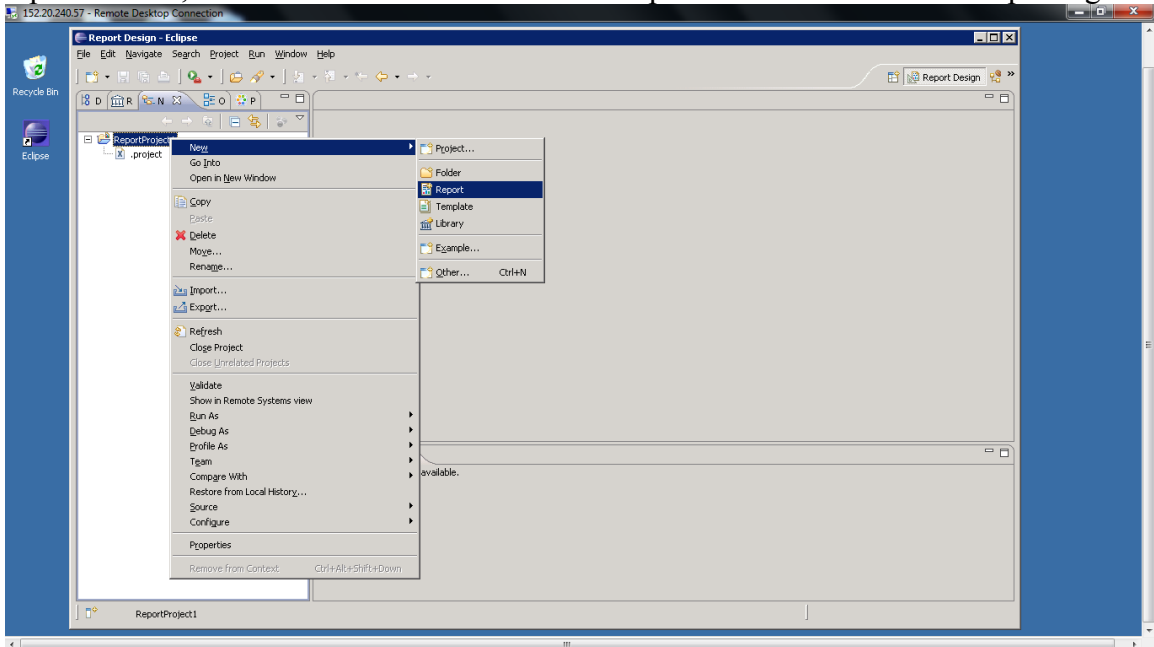 152.20.240.57 - Remote Desktop Connection
Report Design - Eclipse
File Edit Navigate Search Project Run Window Help
Recycle Bin
Report Design
D R N O P
ReportProject
.project
Eclipse
New
Go Into
Open in New Window
Copy
Paste
Delete
Move...
Rename...
Import...
Export...
Refresh
Close Project
Close Unrelated Projects
Validate
Show in Remote Systems view
Run As
Debug As
Profile As
Team
Compare With
Restore from Local History...
Source
Configure
Properties
Remove from Context Ctrl+Alt+Shift+Down
Project...
Folder
Report
Template
Library
Example...
Other... Ctrl+N
available.
ReportProject1